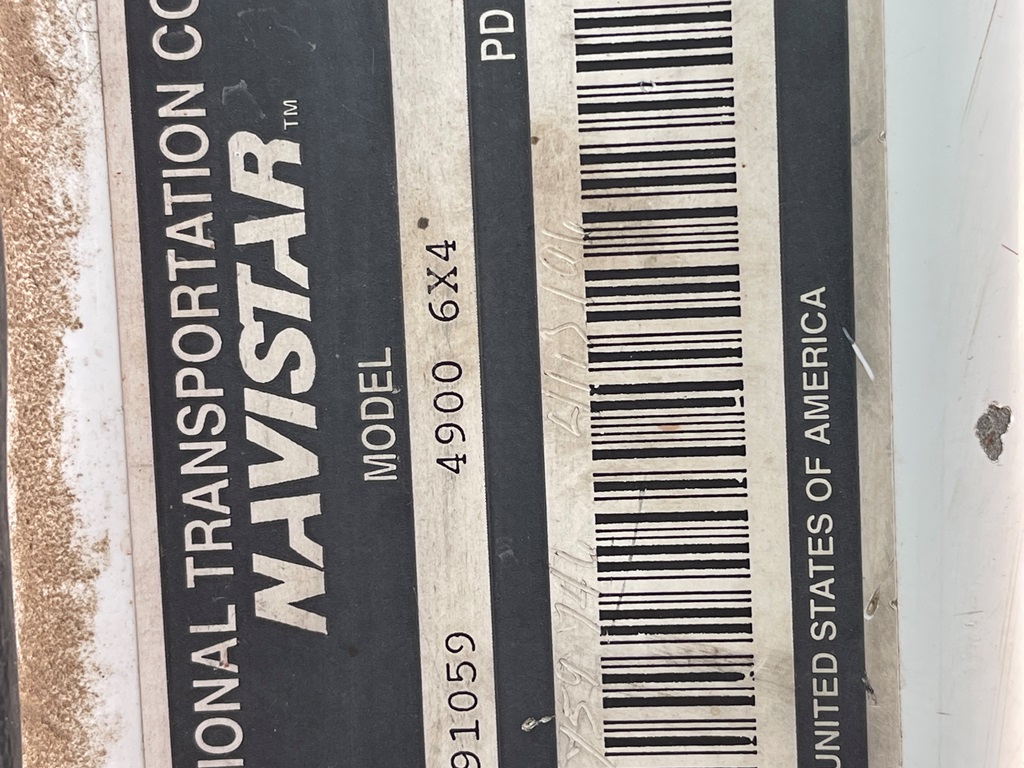 IONAL TRANSPORTATION CO
NAVISTAR™
MODEL
91059 4900 6X4
PD
UNITED STATES OF AMERICA